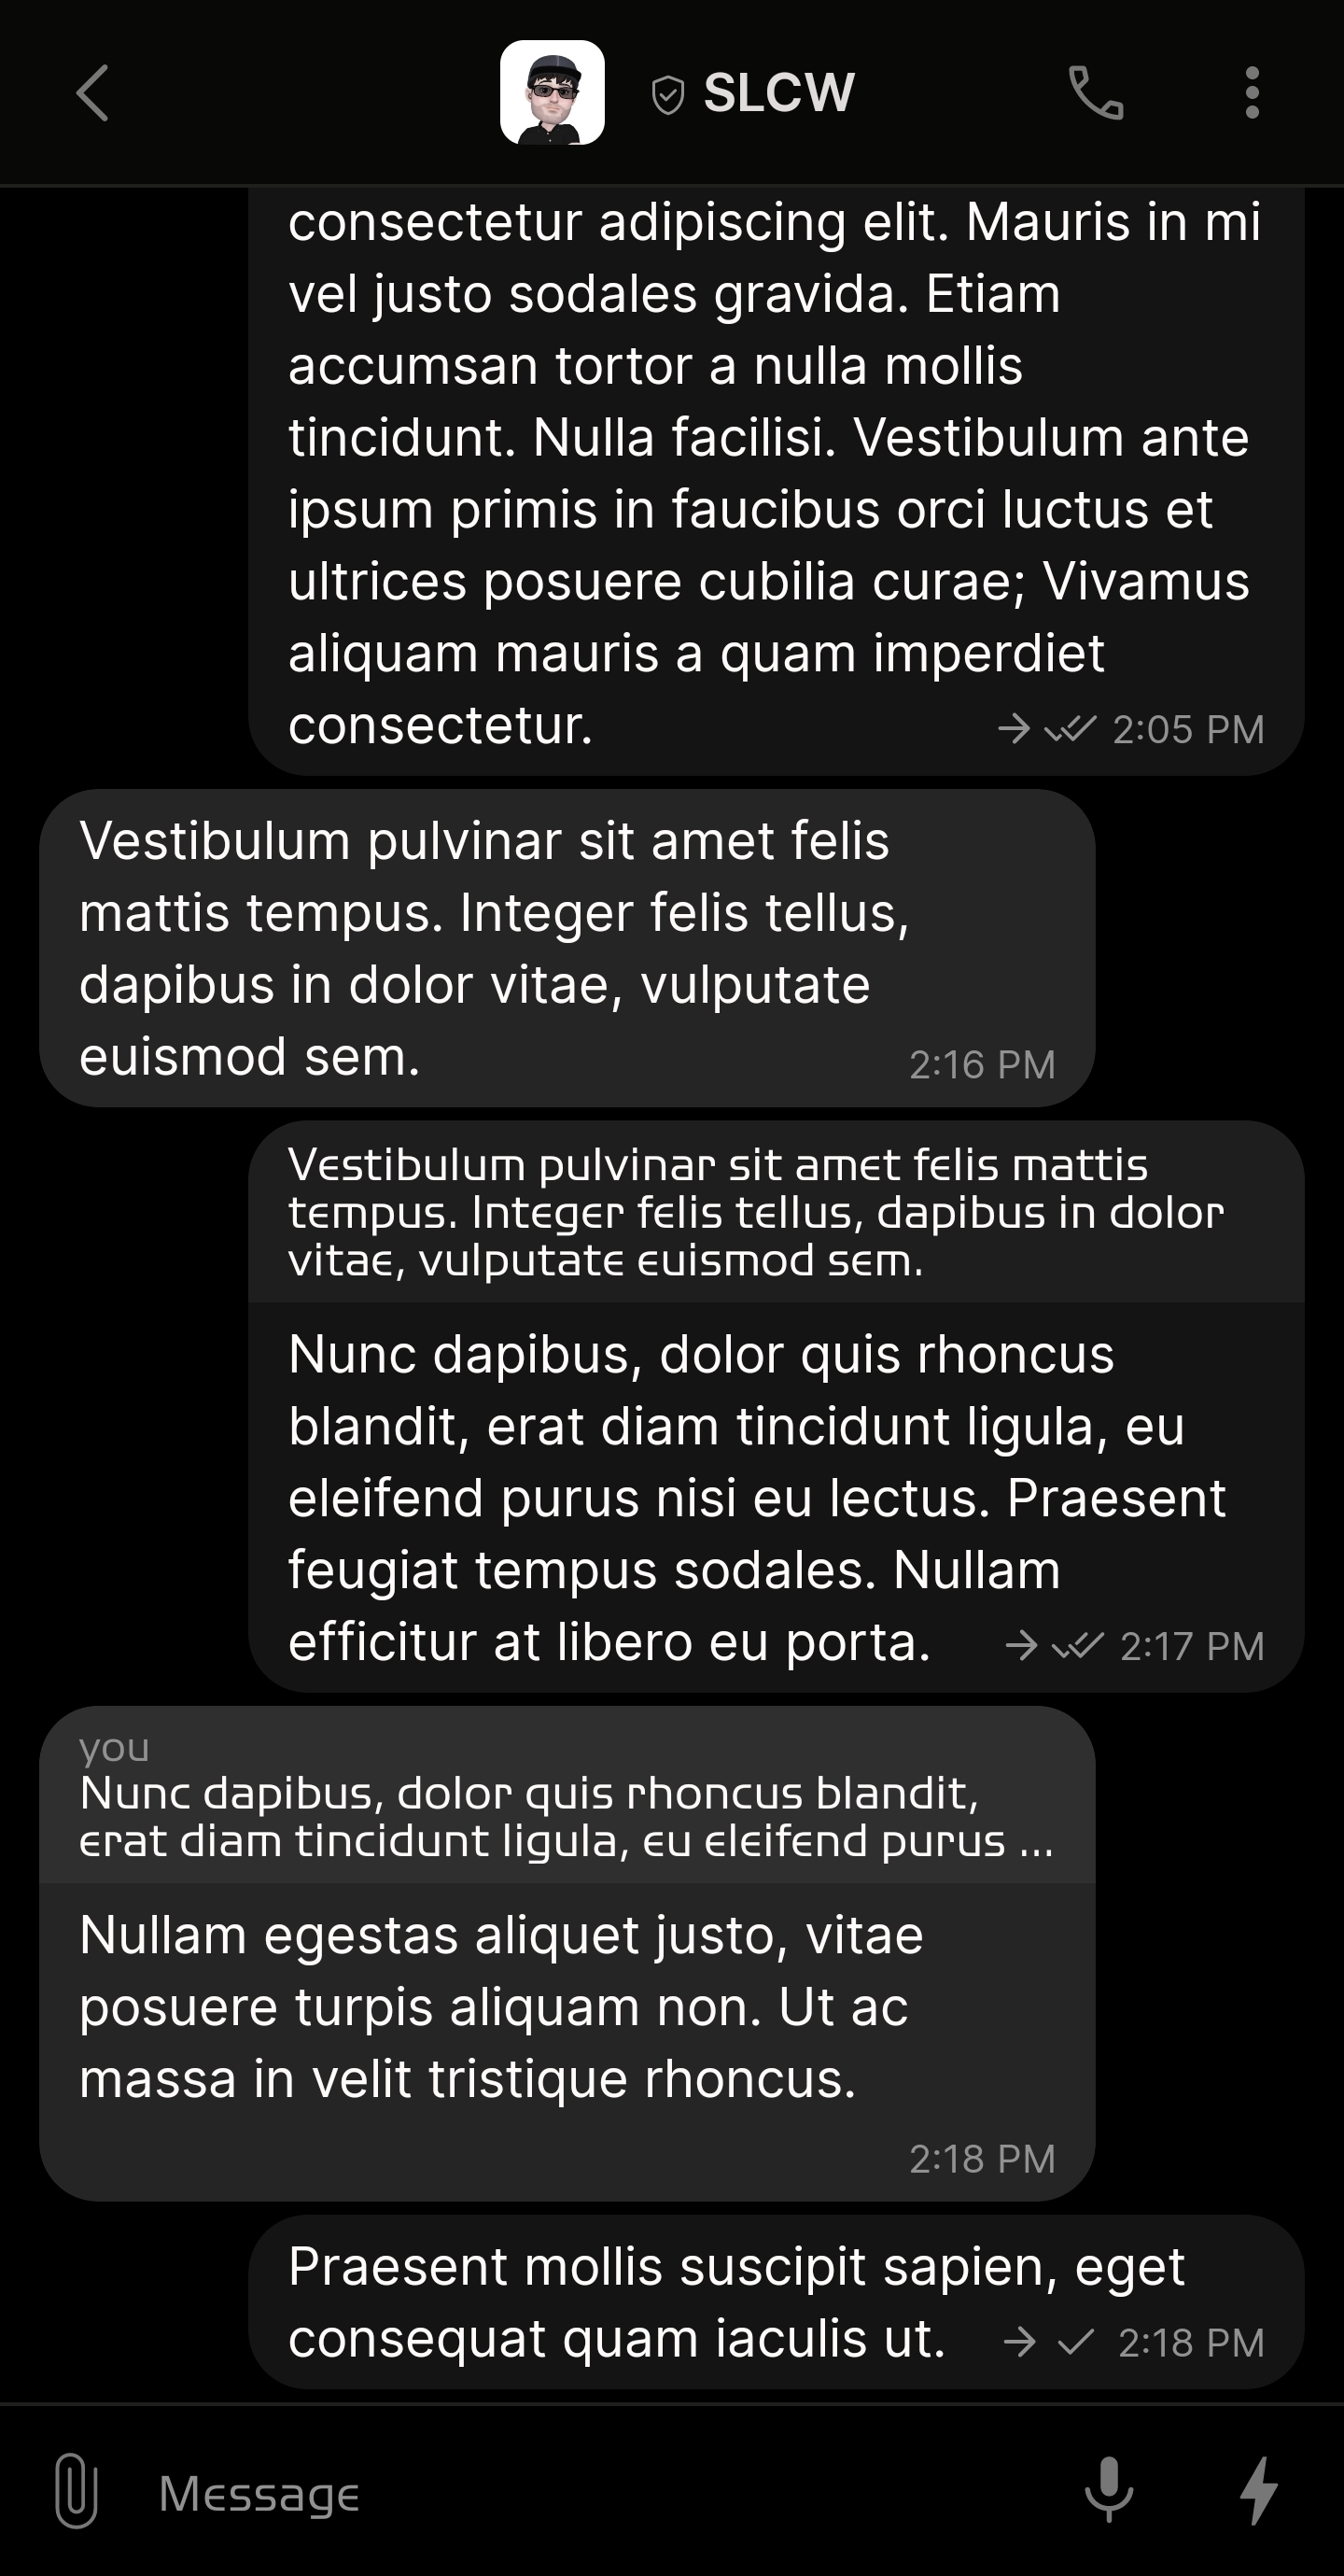 SLCW
consectetur adipiscing elit. Mauris in mi
vel justo sodales gravida. Etiam
accumsan tortor a nulla mollis
tincidunt. Nulla facilisi. Vestibulum ante
ipsum primis in faucibus orci luctus et
ultrices posuere cubilia curae; Vivamus
aliquam mauris a quam imperdiet
consectetur. 2:05 PM
Vestibulum pulvinar sit amet felis
mattis tempus. Integer felis tellus,
dapibus in dolor vitae, vulputate
euismod sem. 2:16 PM
Vestibulum pulvinar sit amet felis mattis
tempus. Integer felis tellus, dapibus in dolor
vitae, vulputate euismod sem.
Nunc dapibus, dolor quis rhoncus
blandit, erat diam tincidunt ligula, eu
eleifend purus nisi eu lectus. Praesent
feugiat tempus sodales. Nullam
efficitur at libero eu porta. 2:17 PM
you
Nunc dapibus, dolor quis rhoncus blandit,
erat diam tincidunt ligula, eu eleifend purus ...
Nullam egestas aliquet justo, vitae
posuere turpis aliquam non. Ut ac
massa in velit tristique rhoncus.
2:18 PM
Praesent mollis suscipit sapien, eget
consequat quam iaculis ut. 2:18 PM
Message